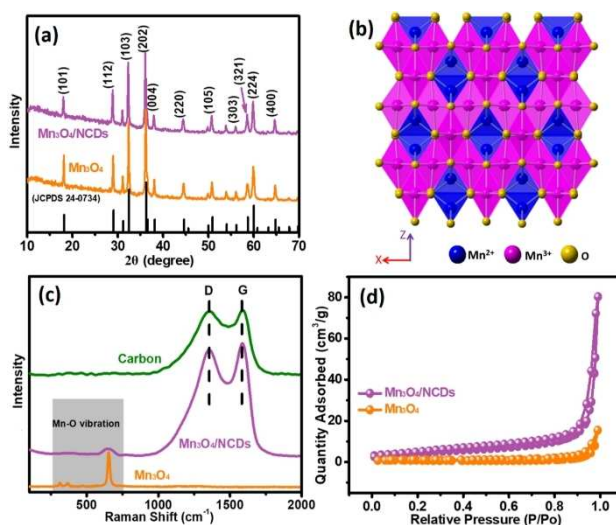 (a)
(101)
(112)
(103)
(202)
(004)
(220)
(105)
(303)
(321)
(224)
(400)
Mn₃O₄/NCDs
Mn₃O₄
(JCPDS 24-0734)
Intensity
10 20 30 40 50 60 70
2θ (degree)
(b)
Z
X
Mn²⁺ Mn³⁺ O
(c)
D G
Carbon
Mn-O vibration
Mn₃O₄/NCDs
Mn₃O₄
Intensity
500 1000 1500 2000
Raman Shift (cm⁻¹)
(d)
80
60
40
20
0
Mn₃O₄/NCDs
Mn₃O₄
Quantity Adsorbed (cm³/g)
0.0 0.2 0.4 0.6 0.8 1.0
Relative Pressure (P/Po)